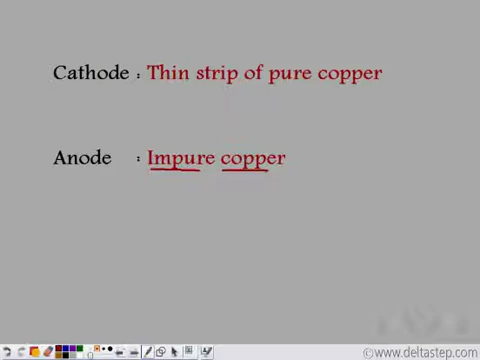 Cathode : Thin strip of pure copper
Anode : Impure copper
©www.deltastep.com